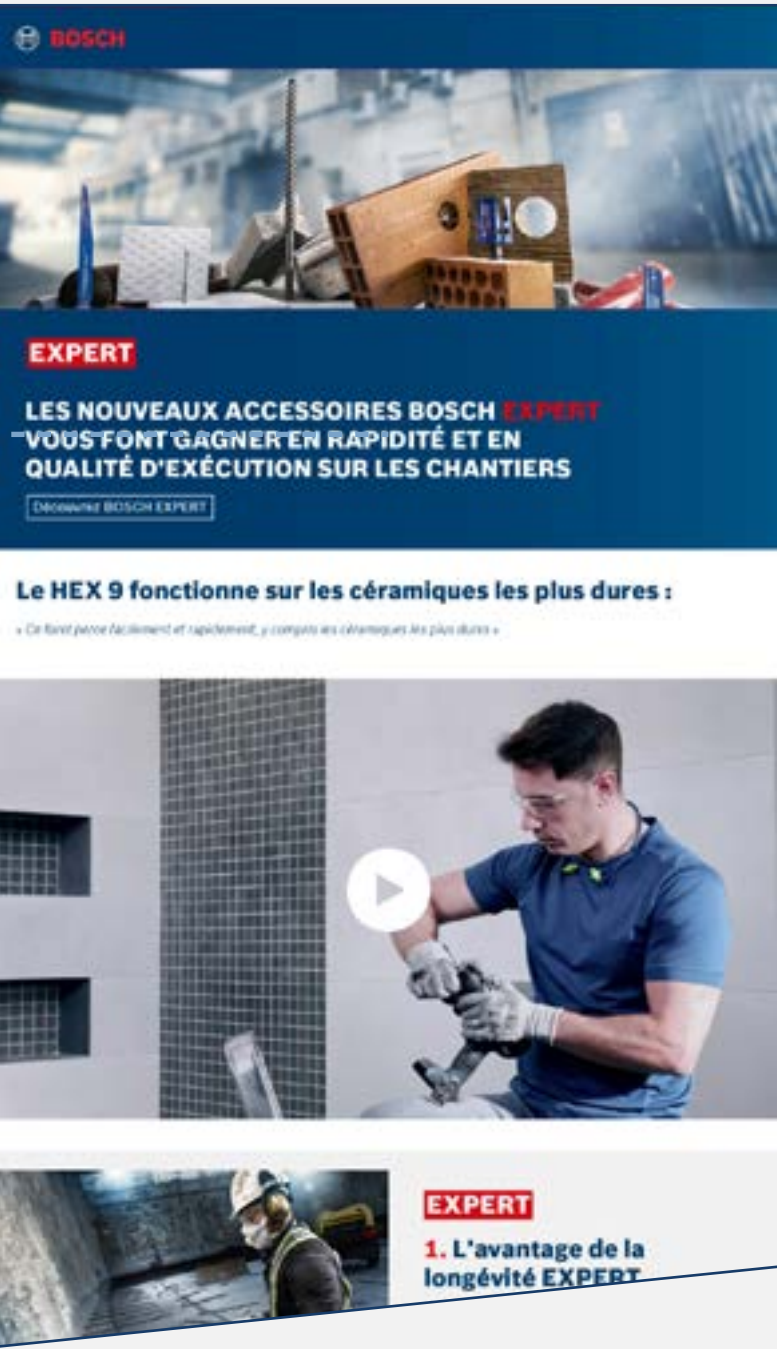 BOSCH
EXPERT
LES NOUVEAUX ACCESSOIRES BOSCH EXPERT
VOUS FONT GAGNER EN RAPIDITÉ ET EN
QUALITÉ D'EXÉCUTION SUR LES CHANTIERS
Découvrez BOSCH EXPERT
Le HEX 9 fonctionne sur les céramiques les plus dures :
« Ce foret perce facilement et rapidement, y compris les céramiques les plus dures »
EXPERT
1. L'avantage de la
longévité EXPERT